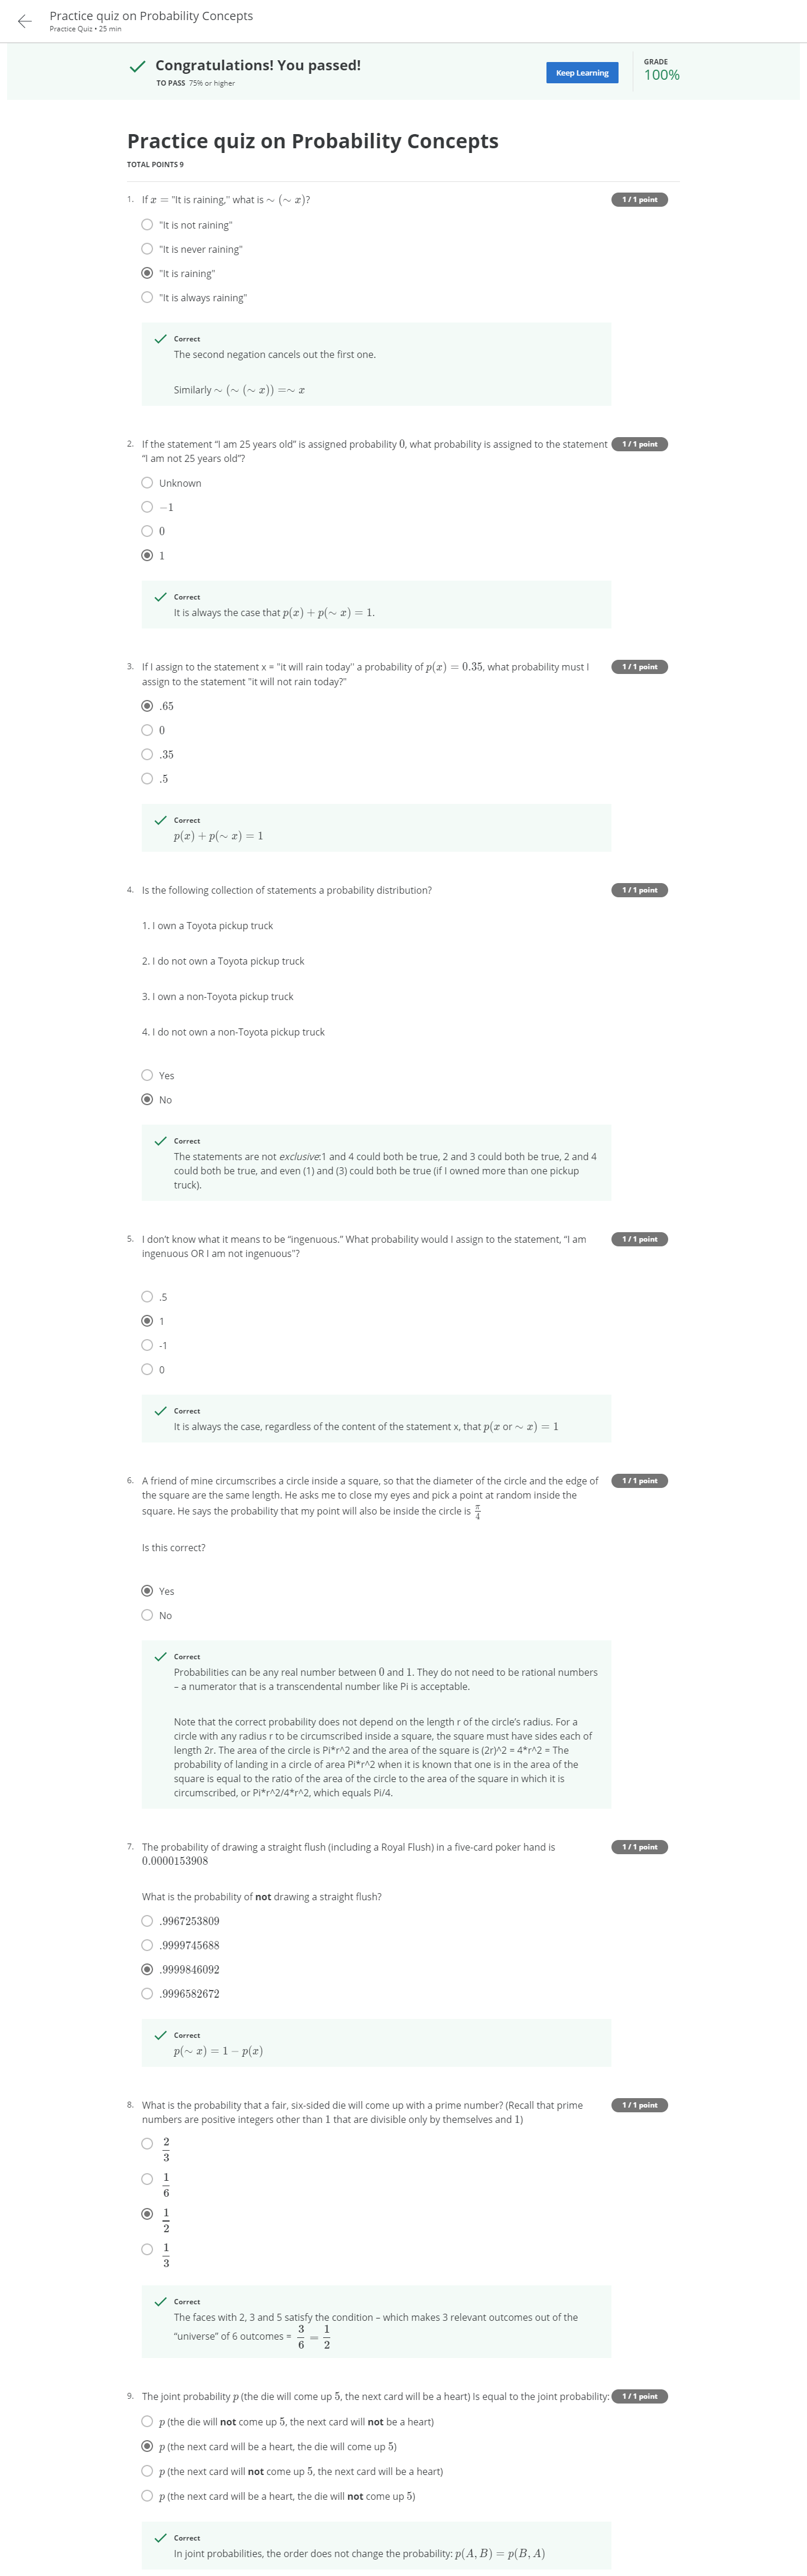 Practice quiz on Probability Concepts
Practice Quiz • 25 min
Congratulations! You passed!
TO PASS 75% or higher
Keep Learning
GRADE
100%
Practice quiz on Probability Concepts
TOTAL POINTS 9
1. If x = "It is raining," what is ∼ (∼ x)?
1 / 1 point
"It is not raining"
"It is never raining"
"It is raining"
"It is always raining"
Correct
The second negation cancels out the first one.
Similarly ∼ (∼ (∼ x)) =∼ x
2. If the statement “I am 25 years old” is assigned probability 0, what probability is assigned to the statement
“I am not 25 years old”?
1 / 1 point
Unknown
−1
0
1
Correct
It is always the case that p(x) + p(∼ x) = 1.
3. If I assign to the statement x = "it will rain today" a probability of p(x) = 0.35, what probability must I
assign to the statement "it will not rain today?"
1 / 1 point
.65
0
.35
.5
Correct
p(x) + p(∼ x) = 1
4. Is the following collection of statements a probability distribution?
1 / 1 point
1. I own a Toyota pickup truck
2. I do not own a Toyota pickup truck
3. I own a non-Toyota pickup truck
4. I do not own a non-Toyota pickup truck
Yes
No
Correct
The statements are not exclusive:1 and 4 could both be true, 2 and 3 could both be true, 2 and 4
could both be true, and even (1) and (3) could both be true (if I owned more than one pickup
truck).
5. I don’t know what it means to be “ingenuous.” What probability would I assign to the statement, “I am
ingenuous OR I am not ingenuous"?
1 / 1 point
.5
1
-1
0
Correct
It is always the case, regardless of the content of the statement x, that p(x or ∼ x) = 1
6. A friend of mine circumscribes a circle inside a square, so that the diameter of the circle and the edge of
the square are the same length. He asks me to close my eyes and pick a point at random inside the
square. He says the probability that my point will also be inside the circle is π/4
1 / 1 point
Is this correct?
Yes
No
Correct
Probabilities can be any real number between 0 and 1. They do not need to be rational numbers
– a numerator that is a transcendental number like Pi is acceptable.
Note that the correct probability does not depend on the length r of the circle’s radius. For a
circle with any radius r to be circumscribed inside a square, the square must have sides each of
length 2r. The area of the circle is Pi*r^2 and the area of the square is (2r)^2 = 4*r^2 = The
probability of landing in a circle of area Pi*r^2 when it is known that one is in the area of the
square is equal to the ratio of the area of the circle to the area of the square in which it is
circumscribed, or Pi*r^2/4*r^2, which equals Pi/4.
7. The probability of drawing a straight flush (including a Royal Flush) in a five-card poker hand is
0.0000153908
1 / 1 point
What is the probability of not drawing a straight flush?
.9967253809
.9999745688
.9999846092
.9996582672
Correct
p(∼ x) = 1 − p(x)
8. What is the probability that a fair, six-sided die will come up with a prime number? (Recall that prime
numbers are positive integers other than 1 that are divisible only by themselves and 1)
1 / 1 point
2/3
1/6
1/2
1/3
Correct
The faces with 2, 3 and 5 satisfy the condition – which makes 3 relevant outcomes out of the
“universe” of 6 outcomes = 3/6 = 1/2
9. The joint probability p (the die will come up 5, the next card will be a heart) Is equal to the joint probability:
1 / 1 point
p (the die will not come up 5, the next card will not be a heart)
p (the next card will be a heart, the die will come up 5)
p (the next card will not come up 5, the next card will be a heart)
p (the next card will be a heart, the die will not come up 5)
Correct
In joint probabilities, the order does not change the probability: p(A, B) = p(B, A)